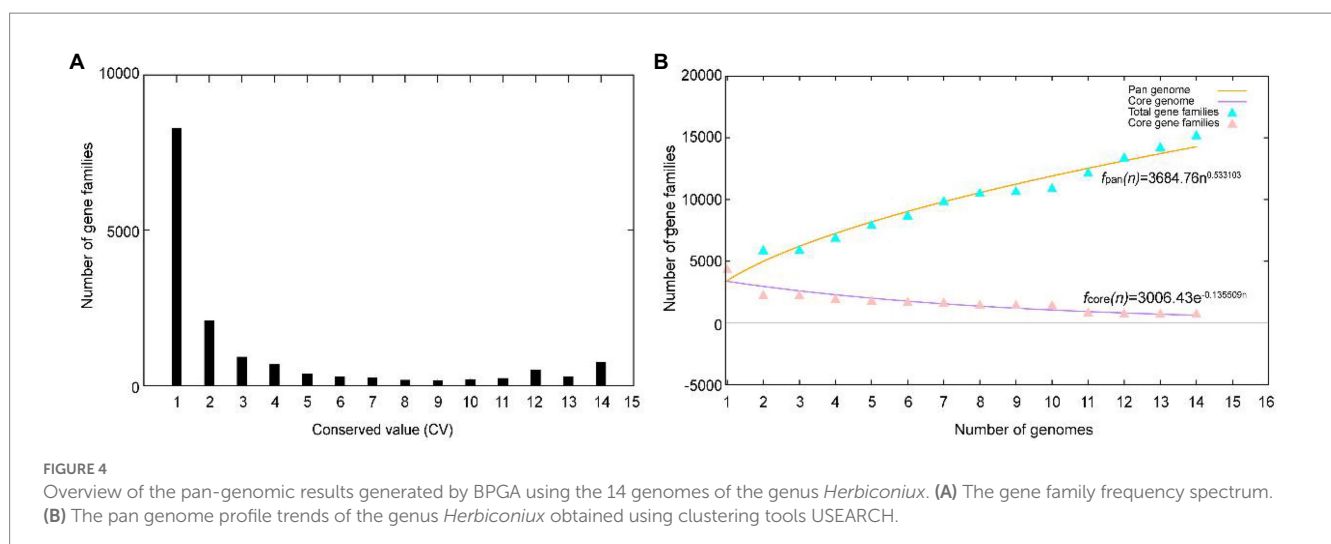 A
10000
5000
0
Number of gene families
1 2 3 4 5 6 7 8 9 10 11 12 13 14 15
Conserved value (CV)
B
20000
15000
10000
5000
0
-5000
Number of gene families
Pan genome
Core genome
Total gene families
Core gene families
fpan(n)=3684.76n0.533103
fcore(n)=3006.43e-0.135509n
1 2 3 4 5 6 7 8 9 10 11 12 13 14 15 16
Number of genomes
FIGURE 4
Overview of the pan-genomic results generated by BPGA using the 14 genomes of the genus Herbiconiux. (A) The gene family frequency spectrum.
(B) The pan genome profile trends of the genus Herbiconiux obtained using clustering tools USEARCH.